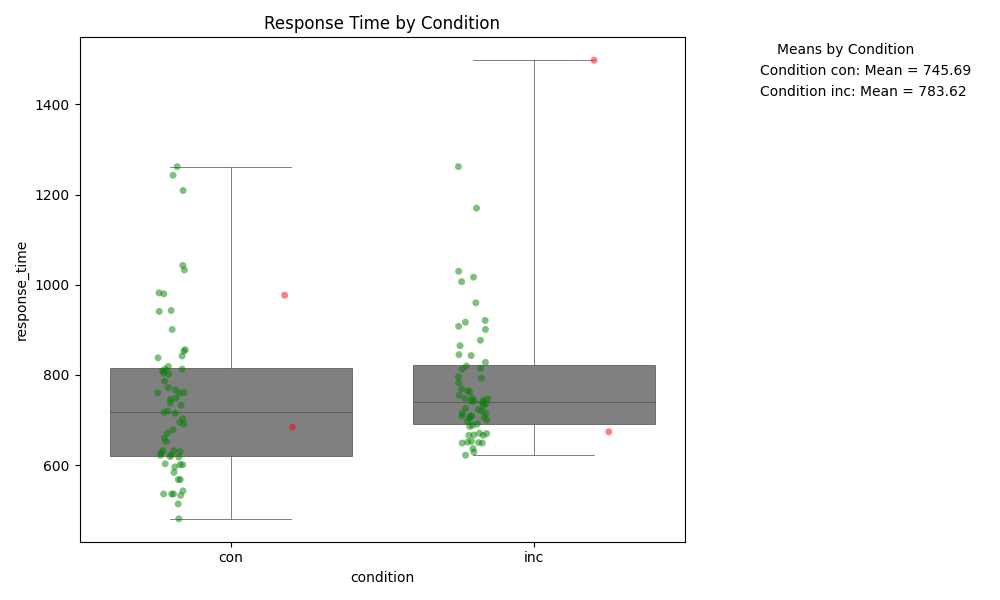 Response Time by Condition
Means by Condition
Condition con: Mean = 745.69
Condition inc: Mean = 783.62
response_time
1400
1200
1000
800
600
con
inc
condition